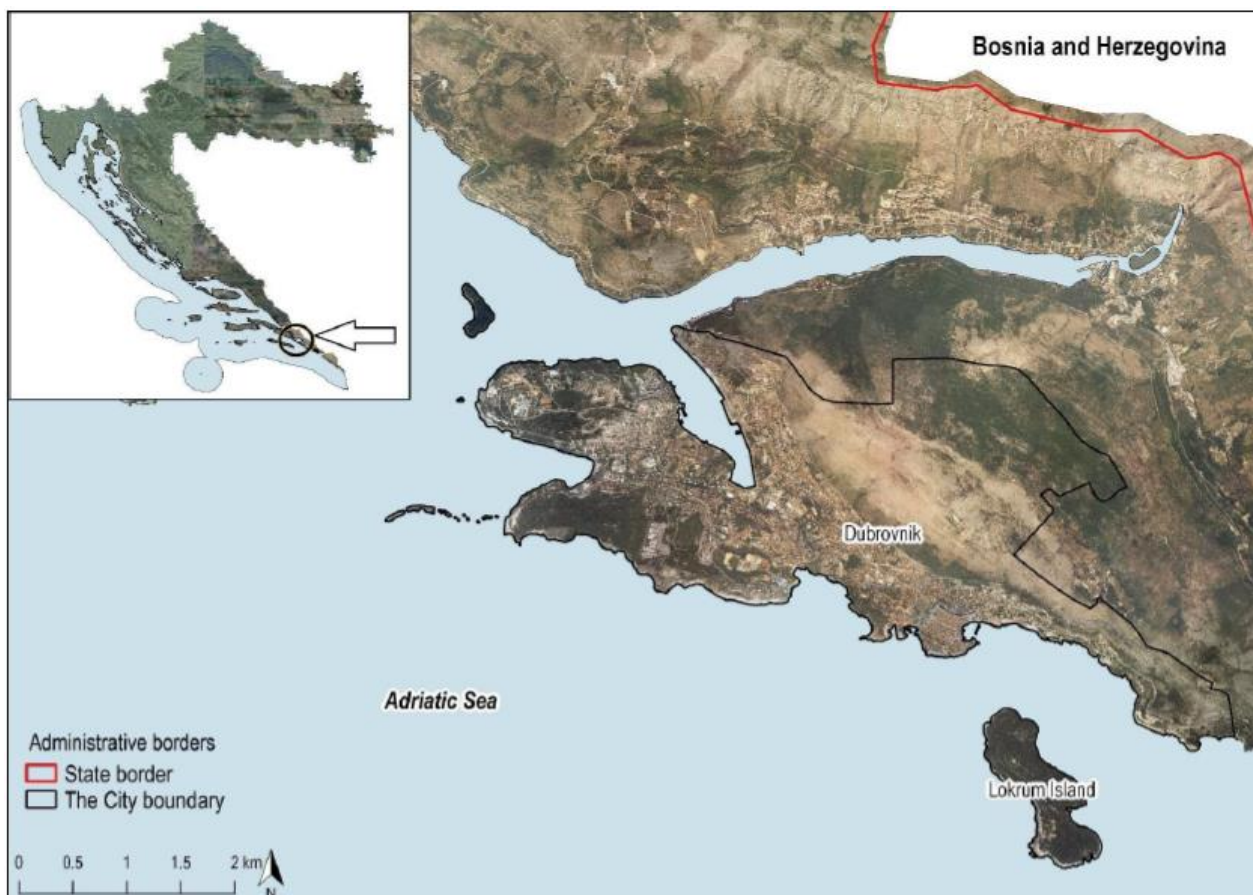 Bosnia and Herzegovina
Dubrovnik
Adriatic Sea
Lokrum Island
Administrative borders
State border
The City boundary
0 0.5 1 1.5 2 km
N